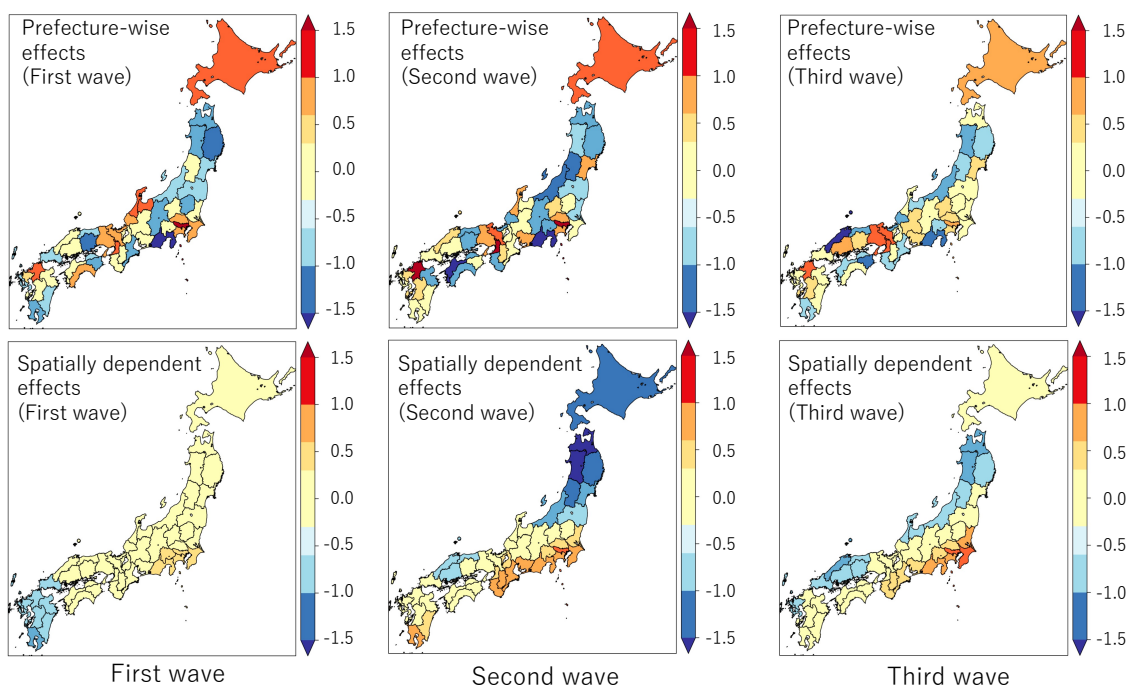 Prefecture-wise
effects
(First wave)
1.5
1.0
0.5
0.0
-0.5
-1.0
-1.5
Prefecture-wise
effects
(Second wave)
1.5
1.0
0.5
0.0
-0.5
-1.0
-1.5
Prefecture-wise
effects
(Third wave)
1.5
1.0
0.5
0.0
-0.5
-1.0
-1.5
Spatially dependent
effects
(First wave)
1.5
1.0
0.5
0.0
-0.5
-1.0
-1.5
Spatially dependent
effects
(Second wave)
1.5
1.0
0.5
0.0
-0.5
-1.0
-1.5
Spatially dependent
effects
(Third wave)
1.5
1.0
0.5
0.0
-0.5
-1.0
-1.5
First wave
Second wave
Third wave